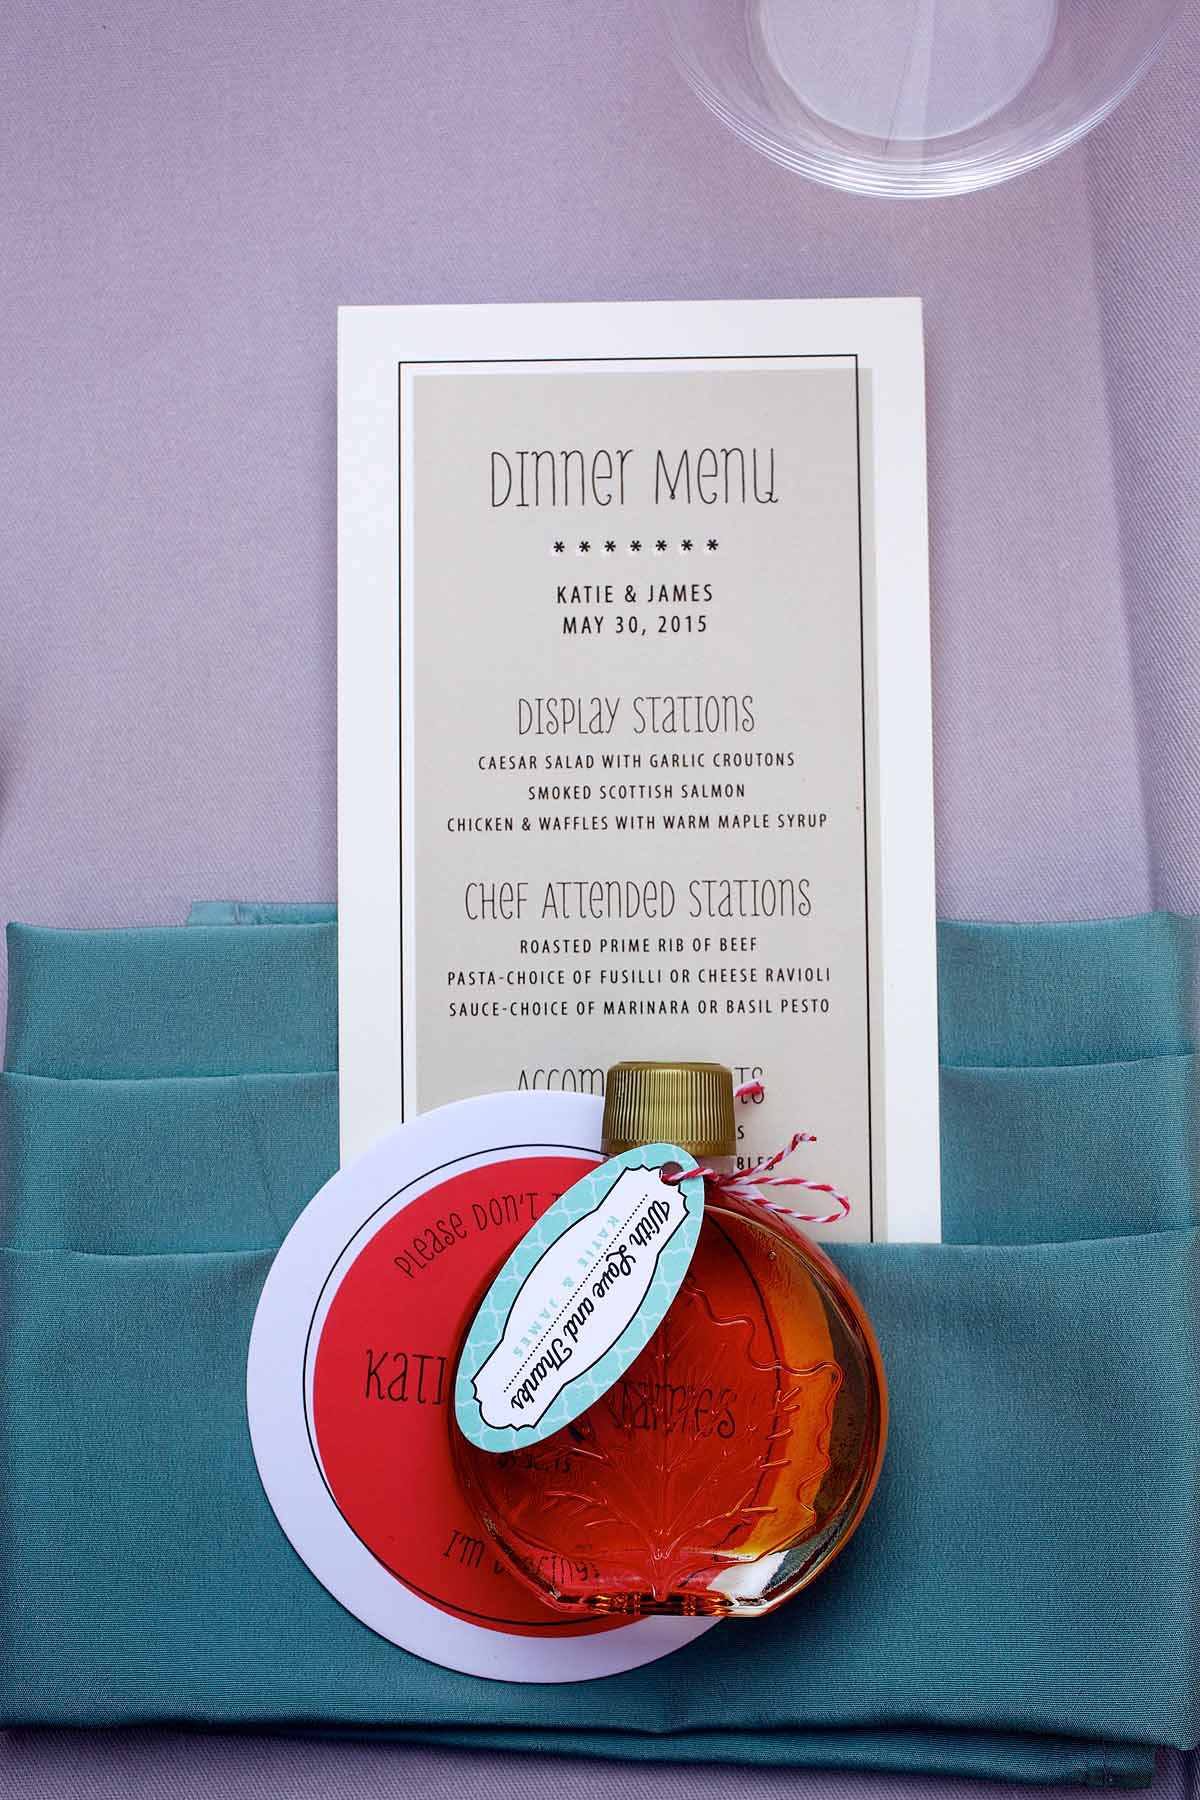 Dinner Menu
*******
KATIE & JAMES
MAY 30, 2015
DISPLAY STATIONS
CAESAR SALAD WITH GARLIC CROUTONS
SMOKED SCOTTISH SALMON
CHICKEN & WAFFLES WITH WARM MAPLE SYRUP
CHEF ATTENDED STATIONS
ROASTED PRIME RIB OF BEEF
PASTA-CHOICE OF FUSILLI OR CHEESE RAVIOLI
SAUCE-CHOICE OF MARINARA OR BASIL PESTO
With Love and Thanks
KATIE & JAMES
PLEASE DON'T
KATI
James
I'm